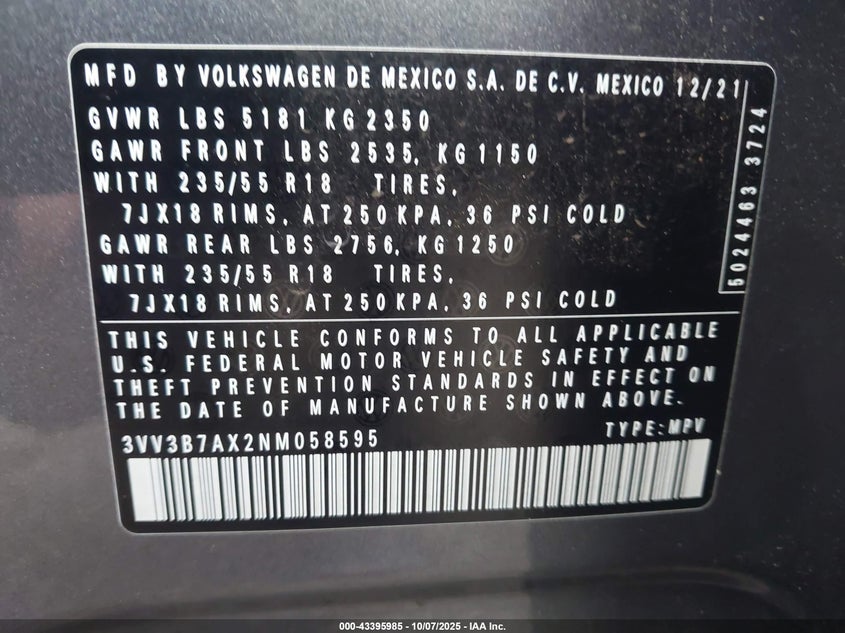 MFD BY VOLKSWAGEN DE MEXICO S.A. DE C.V. MEXICO 12/21
GVWR LBS 5181 KG 2350
GAWR FRONT LBS 2535, KG 1150
WITH 235/55 R18 TIRES,
7JX18 RIMS, AT 250 KPA, 36 PSI COLD
GAWR REAR LBS 2756, KG 1250
WITH 235/55 R18 TIRES,
7JX18 RIMS, AT 250 KPA, 36 PSI COLD
5024463 3724
THIS VEHICLE CONFORMS TO ALL APPLICABLE
U.S. FEDERAL MOTOR VEHICLE SAFETY AND
THEFT PREVENTION STANDARDS IN EFFECT ON
THE DATE OF MANUFACTURE SHOWN ABOVE.
3VV3B7AX2NM058595 TYPE: MPV
000-43395985 - 10/07/2025 - IAA Inc.